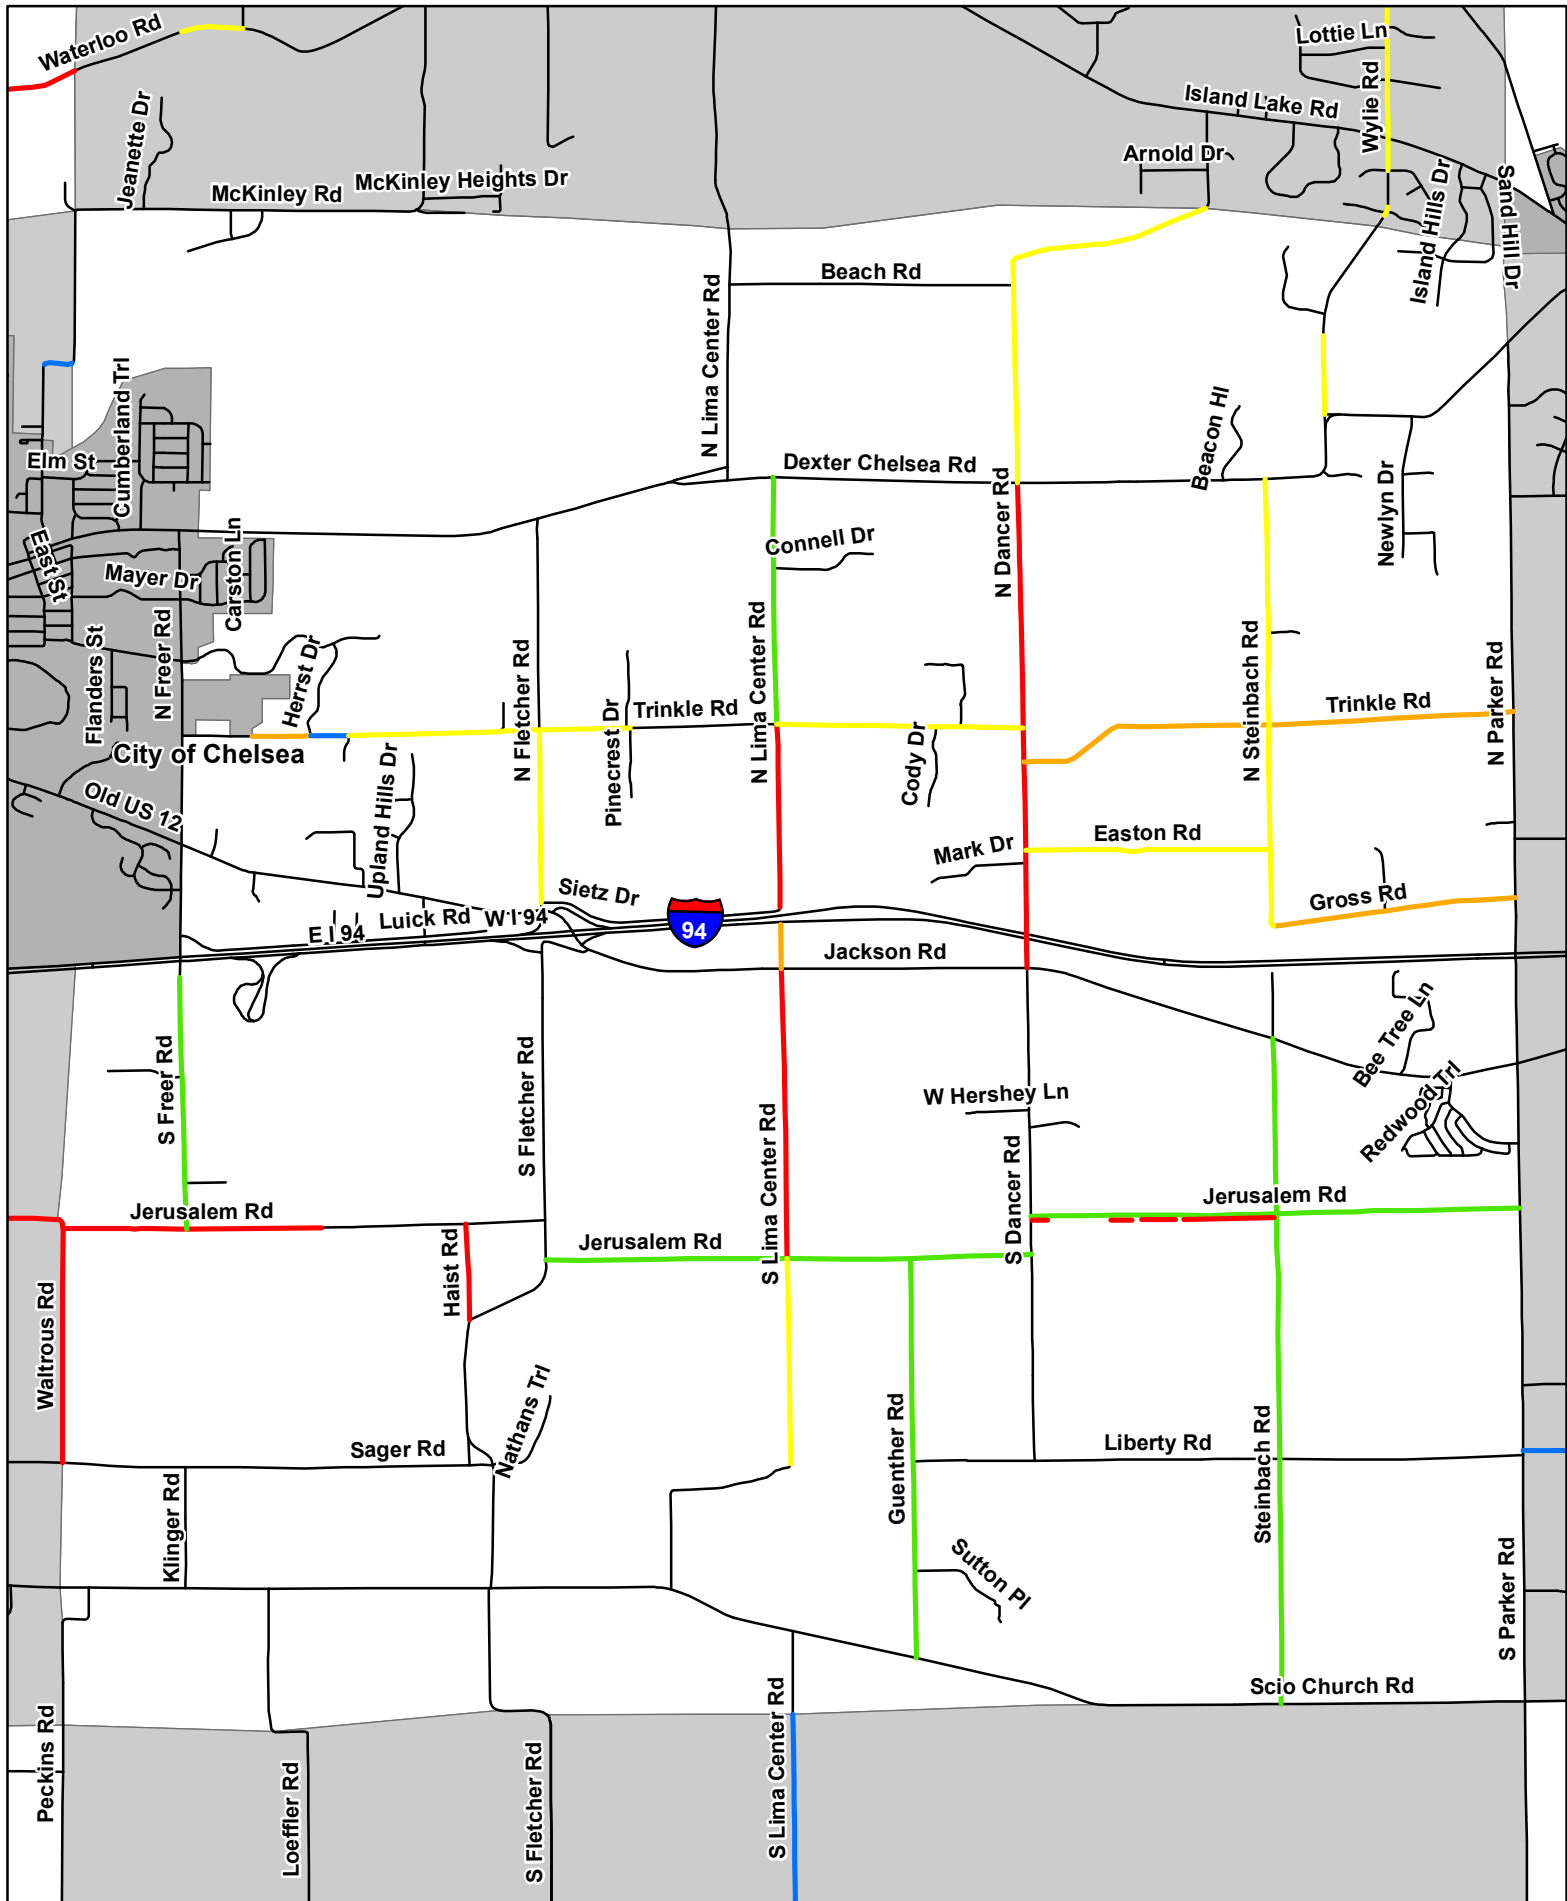 Waterloo Rd
Lottie Ln
Wylie Rd
Island Lake Rd
Jeanette Dr
Arnold Dr
McKinley Heights Dr
McKinley Rd
Island Hills Dr
Sand Hill Dr
Beach Rd
N Lima Center Rd
Cumberland Trl
Elm St
Dexter Chelsea Rd
Beacon Hl
N Dancer Rd
Newlyn Dr
Connell Dr
East St
Mayer Dr
Carston Ln
N Freer Rd
Flanders St
Herrst Dr
N Fletcher Rd
Pinecrest Dr
Trinkle Rd
N Lima Center Rd
Cody Dr
N Steinbach Rd
Trinkle Rd
N Parker Rd
City of Chelsea
Old US 12
Upland Hills Dr
Mark Dr
Easton Rd
Sietz Dr
Gross Rd
Luick Rd
W I 94
E I 94
94
Jackson Rd
Bee Tree Ln
S Freer Rd
S Fletcher Rd
W Hershey Ln
Redwood Trl
S Lima Center Rd
S Dancer Rd
Jerusalem Rd
Jerusalem Rd
Jerusalem Rd
Haist Rd
Waltrous Rd
Nathans Trl
Sager Rd
Guenther Rd
Liberty Rd
Steinbach Rd
Klinger Rd
Sutton Pl
S Parker Rd
Scio Church Rd
Peckins Rd
Loeffler Rd
S Fletcher Rd
S Lima Center Rd